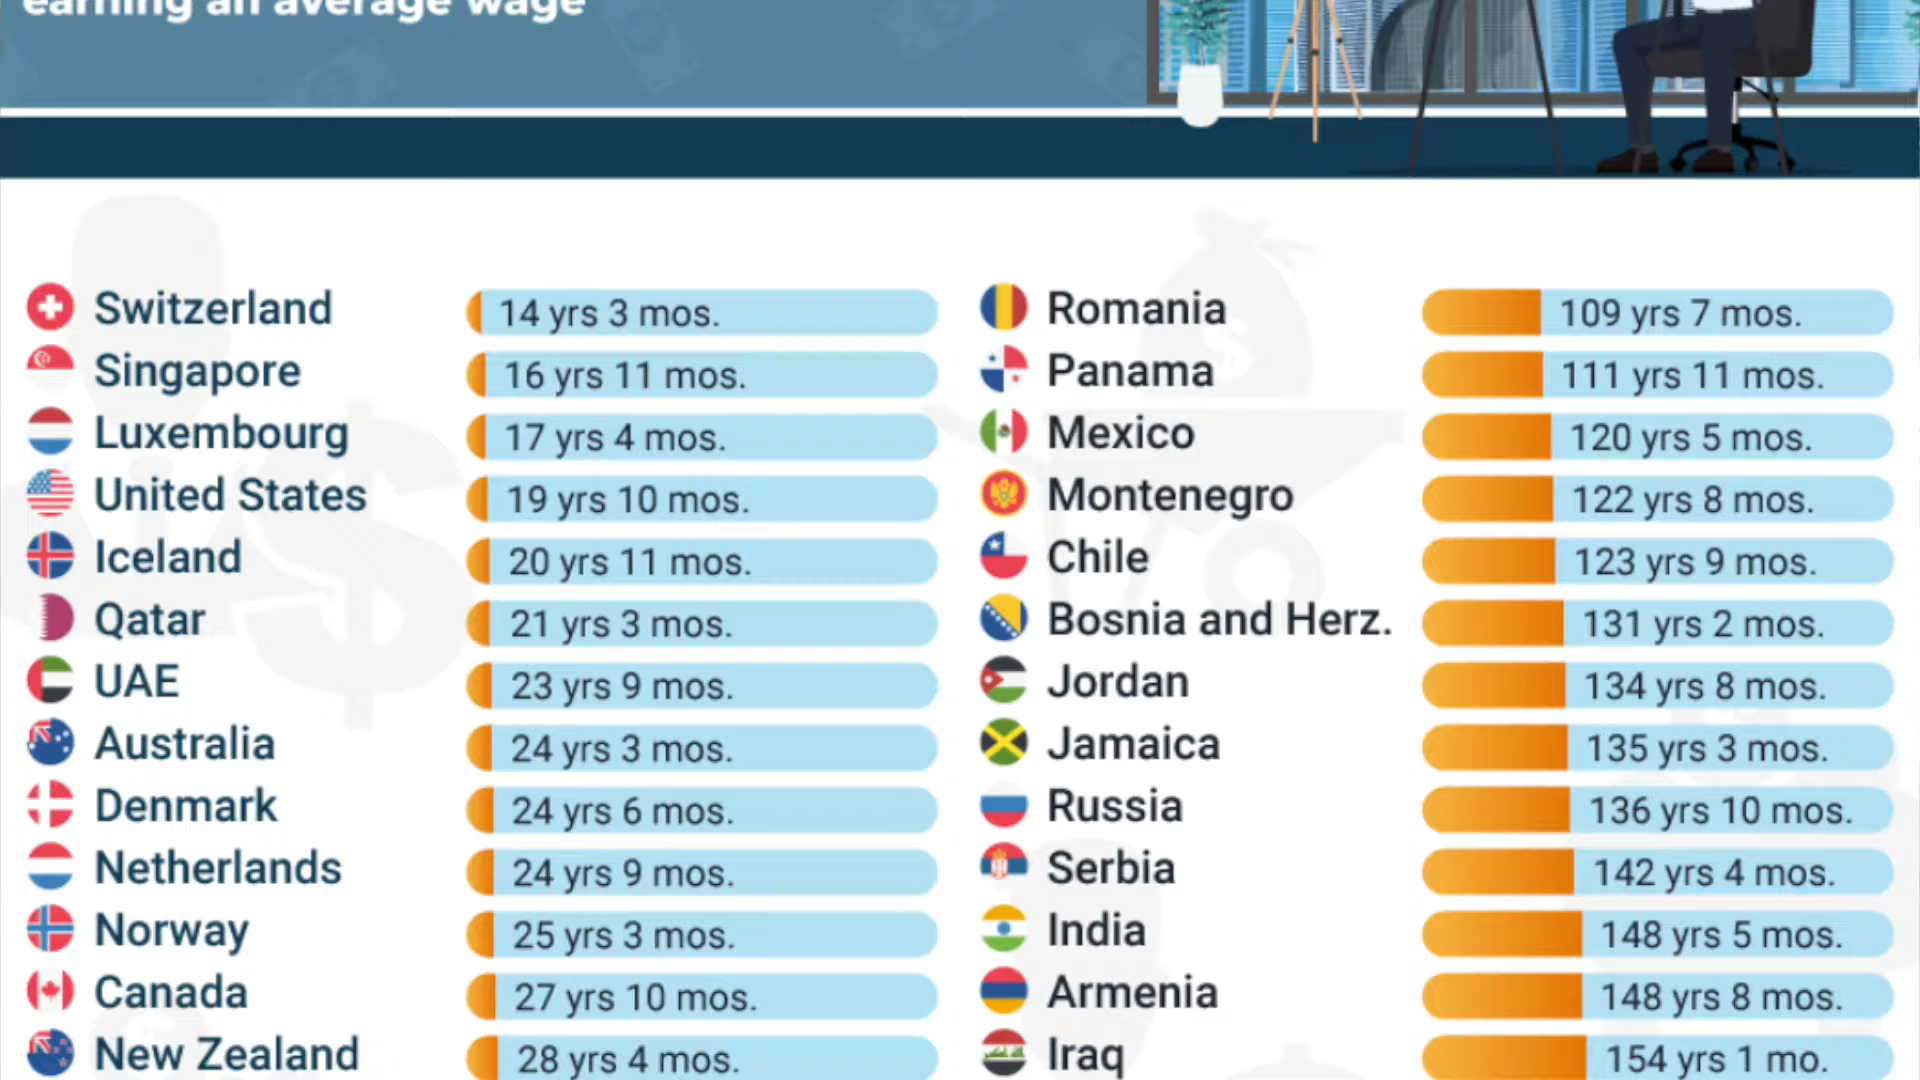 earning an average wage
Switzerland 14 yrs 3 mos.
Singapore 16 yrs 11 mos.
Luxembourg 17 yrs 4 mos.
United States 19 yrs 10 mos.
Iceland 20 yrs 11 mos.
Qatar 21 yrs 3 mos.
UAE 23 yrs 9 mos.
Australia 24 yrs 3 mos.
Denmark 24 yrs 6 mos.
Netherlands 24 yrs 9 mos.
Norway 25 yrs 3 mos.
Canada 27 yrs 10 mos.
New Zealand 28 yrs 4 mos.
Romania 109 yrs 7 mos.
Panama 111 yrs 11 mos.
Mexico 120 yrs 5 mos.
Montenegro 122 yrs 8 mos.
Chile 123 yrs 9 mos.
Bosnia and Herz. 131 yrs 2 mos.
Jordan 134 yrs 8 mos.
Jamaica 135 yrs 3 mos.
Russia 136 yrs 10 mos.
Serbia 142 yrs 4 mos.
India 148 yrs 5 mos.
Armenia 148 yrs 8 mos.
Iraq 154 yrs 1 mo.